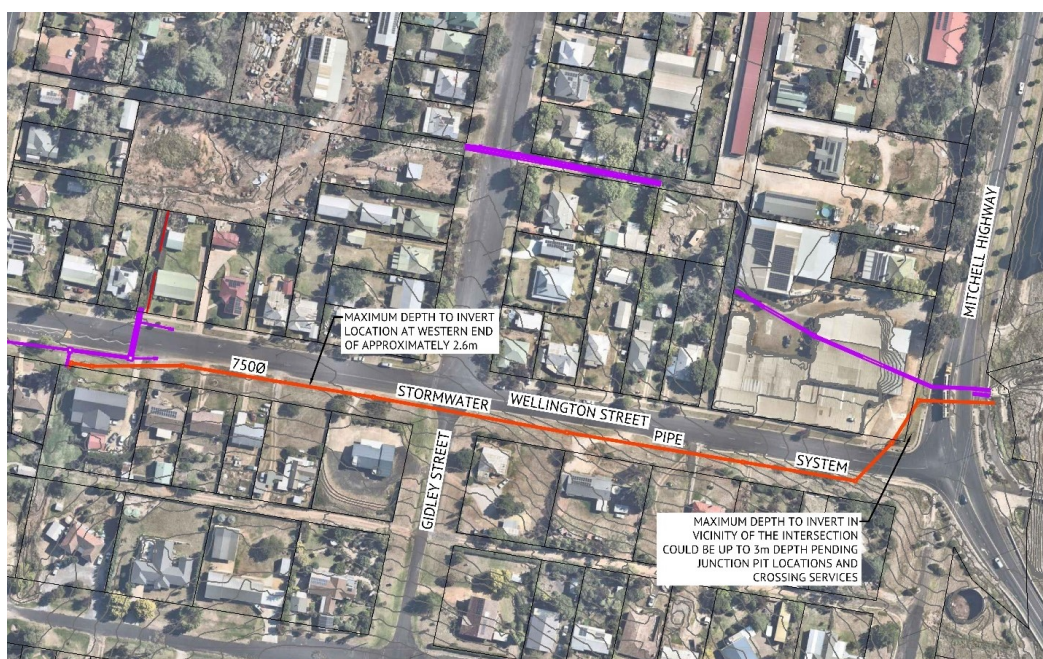 MITCHELL HIGHWAY
MAXIMUM DEPTH TO INVERT
LOCATION AT WESTERN END
OF APPROXIMATELY 2.6m
750Ø
STORMWATER
WELLINGTON STREET
PIPE
SYSTEM
GIDLEY STREET
MAXIMUM DEPTH TO INVERT IN
VICINITY OF THE INTERSECTION
COULD BE UP TO 3m DEPTH PENDING
JUNCTION PIT LOCATIONS AND
CROSSING SERVICES